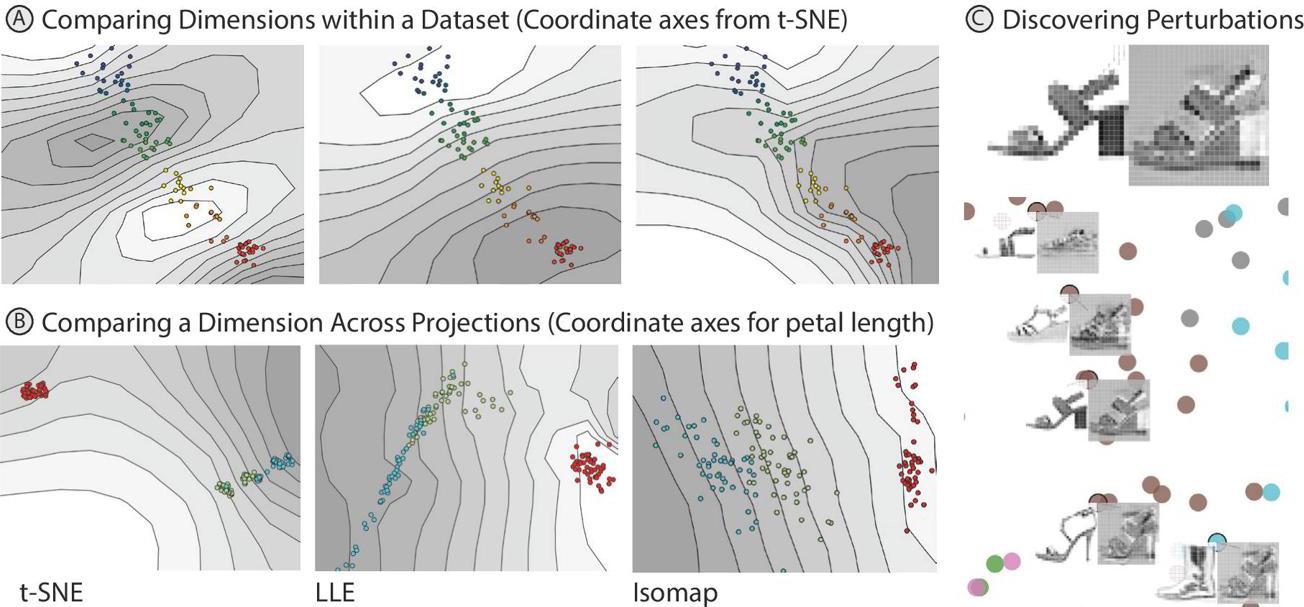 A Comparing Dimensions within a Dataset (Coordinate axes from t-SNE)
C Discovering Perturbations
B Comparing a Dimension Across Projections (Coordinate axes for petal length)
t-SNE
LLE
Isomap